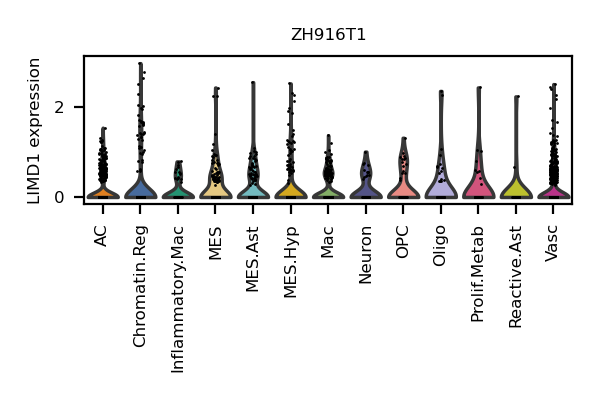 ZH916T1
LIMD1 expression
2
0
AC
Chromatin.Reg
Inflammatory.Mac
MES
MES.Ast
MES.Hyp
Mac
Neuron
OPC
Oligo
Prolif.Metab
Reactive.Ast
Vasc